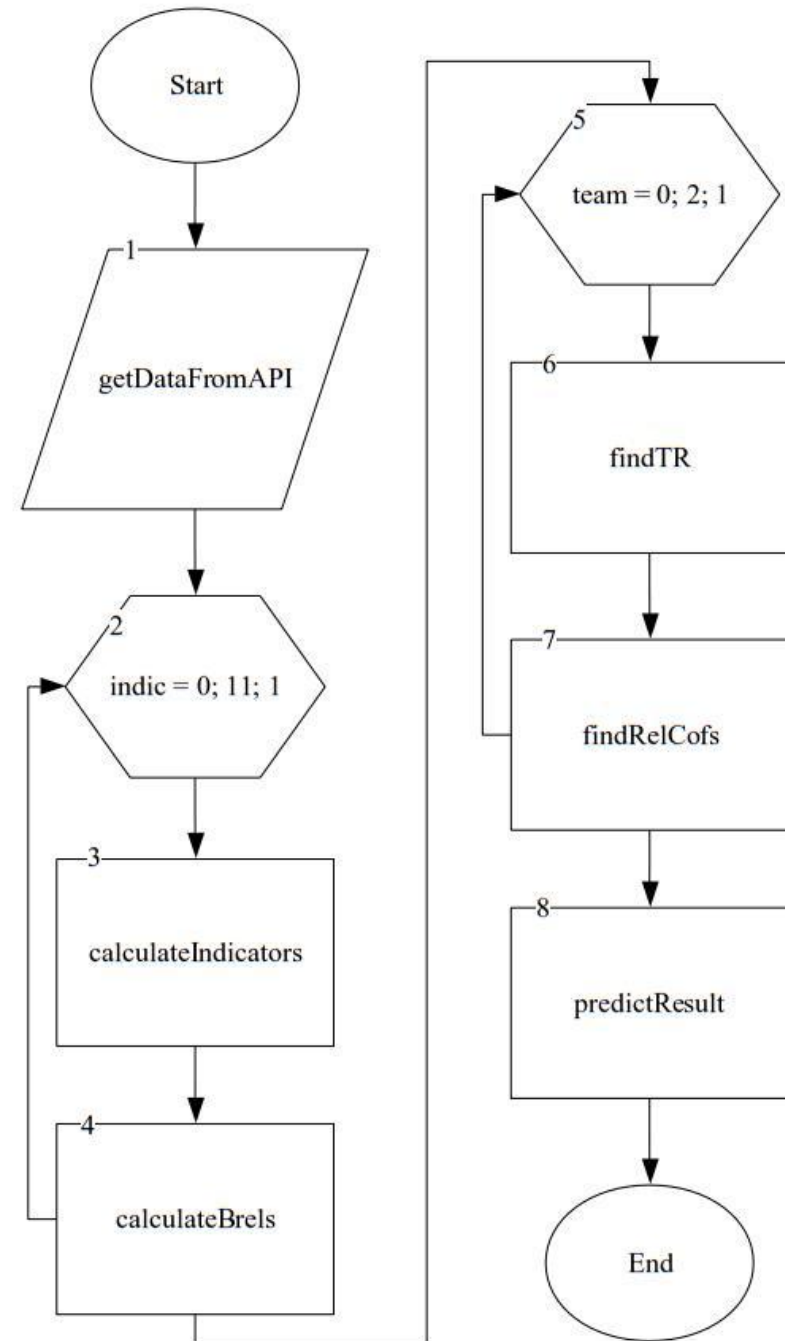 Start
1
getDataFromAPI
2
indic = 0; 11; 1
3
calculateIndicators
4
calculateBrels
5
team = 0; 2; 1
6
findTR
7
findRelCofs
8
predictResult
End